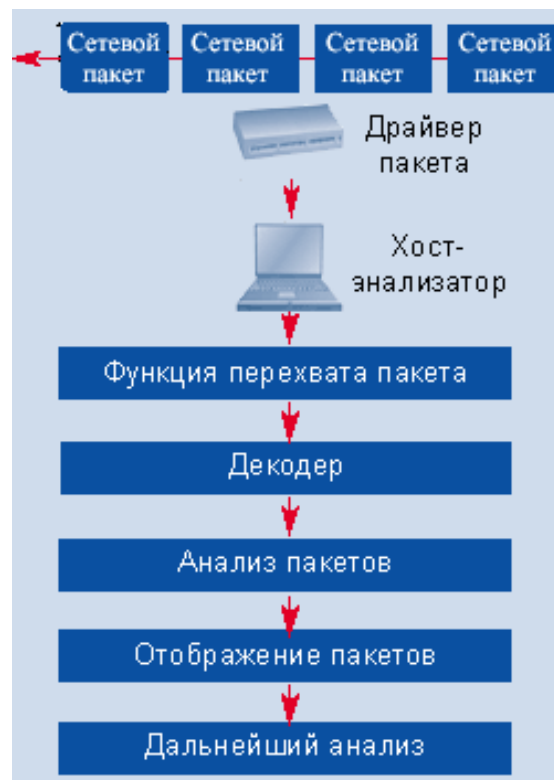 Сетевой пакет
Сетевой пакет
Сетевой пакет
Сетевой пакет
Драйвер
пакета
Хост-
анализатор
Функция перехвата пакета
Декодер
Анализ пакетов
Отображение пакетов
Дальнейший анализ